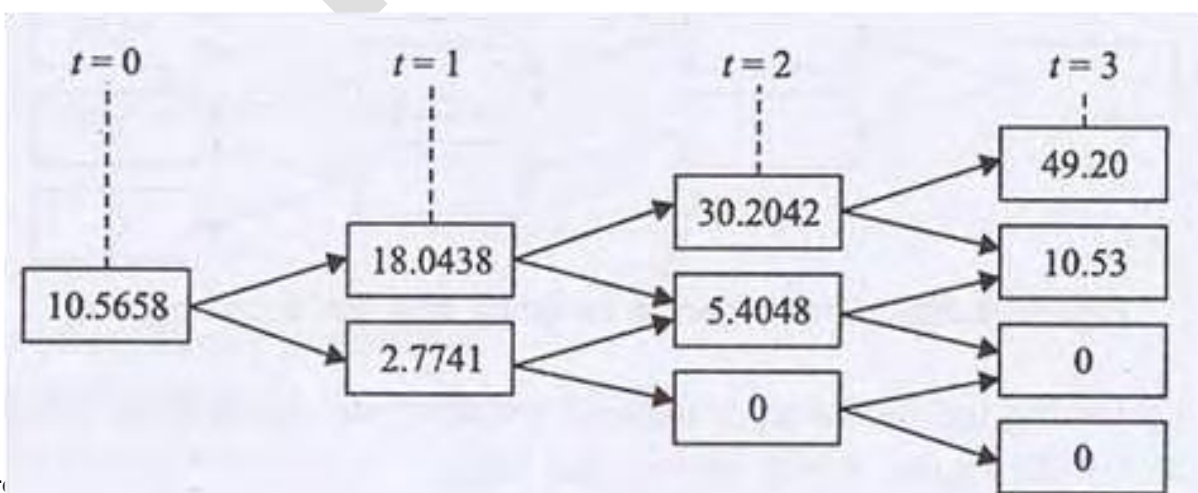 t = 0
t = 1
t = 2
t = 3
49.20
30.2042
18.0438
10.53
10.5658
5.4048
2.7741
0
0
0